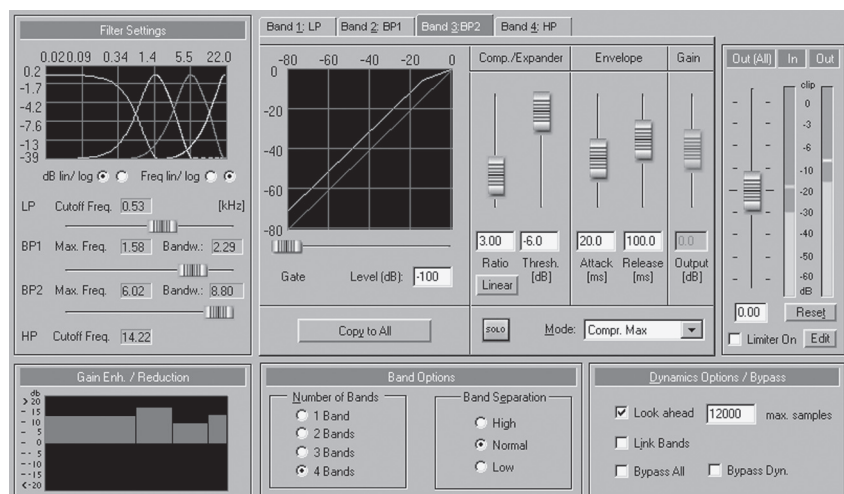 Filter Settings
0.02 0.09 0.34 1.4 5.5 22.0
0.2
-1.7
-4.2
-7.6
-13
-39
dB lin/ log Freq lin/ log
LP Cutoff Freq. 0.53 [kHz]
BP1 Max. Freq. 1.58 Bandw.: 2.29
BP2 Max. Freq. 6.02 Bandw.: 8.80
HP Cutoff Freq. 14.22
Band 1: LP Band 2: BP1 Band 3:BP2 Band 4: HP
-80 -60 -40 -20 0
0
-20
-40
-60
-80
Gate Level (dB): -100
Copy to All
Comp./Expander Envelope Gain
3.00 -6.0 20.0 100.0 0.0
Ratio Thresh. Attack Release Output
[dB] [ms] [ms] [dB]
Linear
SOLO Mode: Compr. Max
Out (All) In Out
clip
0
-3
-6
-10
-20
-30
-40
-50
-60
dB
0.00 Reset
Limiter On Edit
Gain Enh. / Reduction
db
> 20
- 15
- 10
- 5
- 0
- -5
- -10
- -15
<-20
Band Options
Number of Bands
1 Band
2 Bands
3 Bands
4 Bands
Band Separation
High
Normal
Low
Dynamics Options / Bypass
Look ahead 12000 max. samples
Link Bands
Bypass All Bypass Dyn.